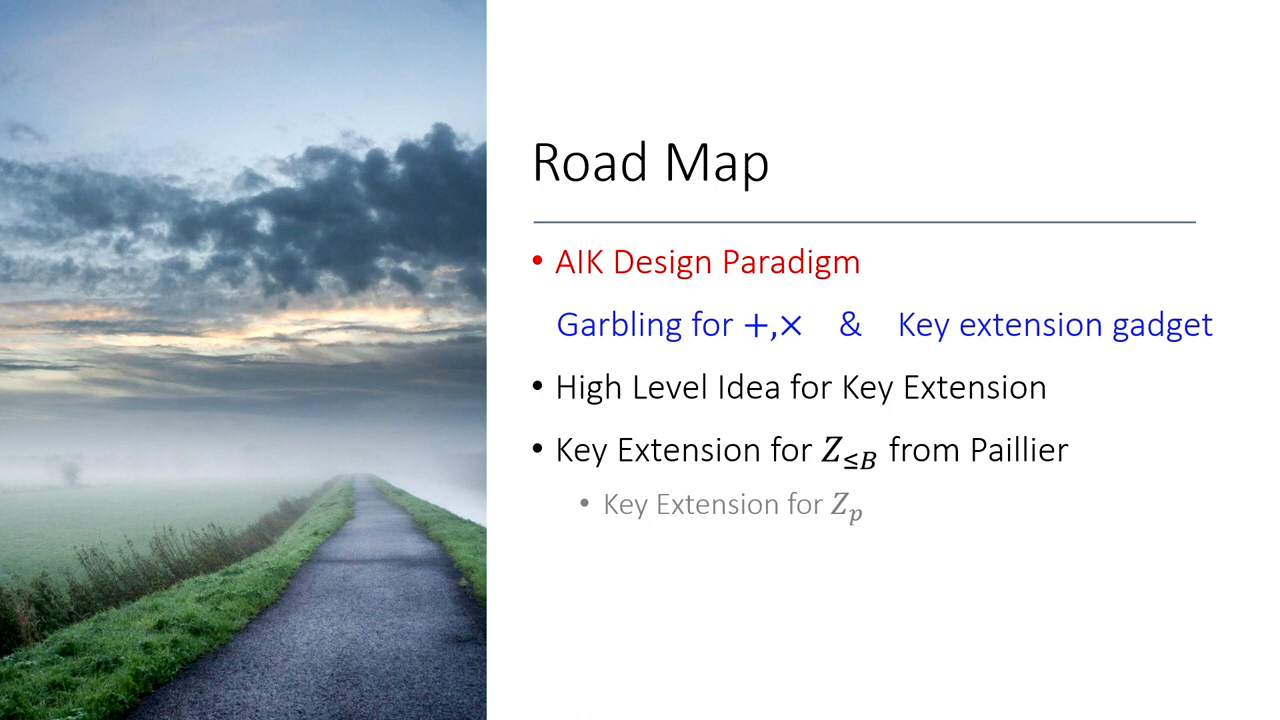 Road Map
• AIK Design Paradigm
Garbling for +,× & Key extension gadget
• High Level Idea for Key Extension
• Key Extension for Z≤B from Paillier
• Key Extension for Zp